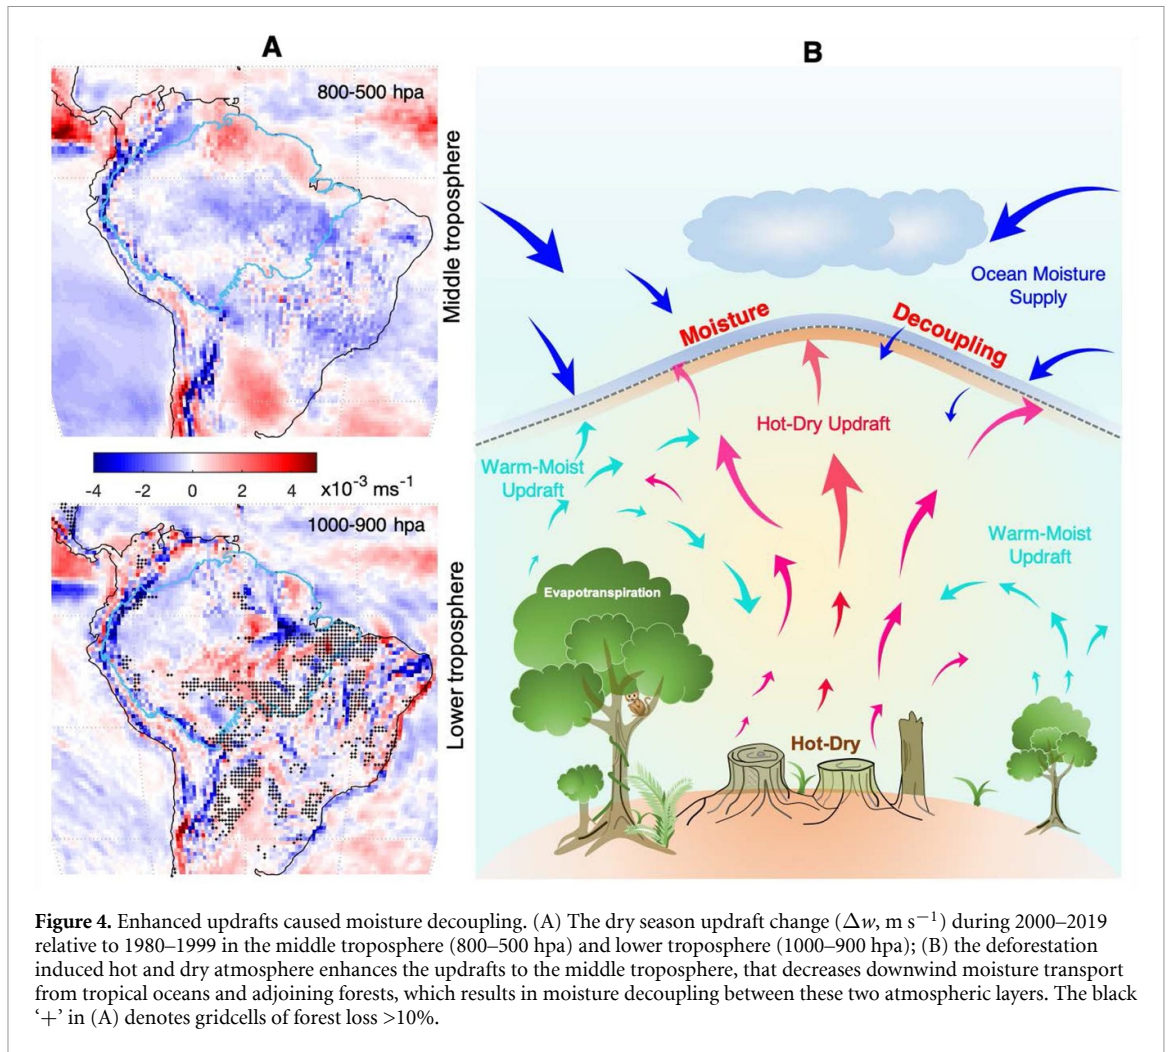 A
B
800-500 hpa
Middle troposphere
-4 -2 0 2 4 x10⁻³ ms⁻¹
1000-900 hpa
Lower troposphere
Ocean Moisture
Supply
Moisture
Decoupling
Hot-Dry Updraft
Warm-Moist
Updraft
Warm-Moist
Updraft
Evapotranspiration
Hot-Dry
Figure 4. Enhanced updrafts caused moisture decoupling. (A) The dry season updraft change (Δw, m s⁻¹) during 2000–2019
relative to 1980–1999 in the middle troposphere (800–500 hpa) and lower troposphere (1000–900 hpa); (B) the deforestation
induced hot and dry atmosphere enhances the updrafts to the middle troposphere, that decreases downwind moisture transport
from tropical oceans and adjoining forests, which results in moisture decoupling between these two atmospheric layers. The black
‘+’ in (A) denotes gridcells of forest loss >10%.